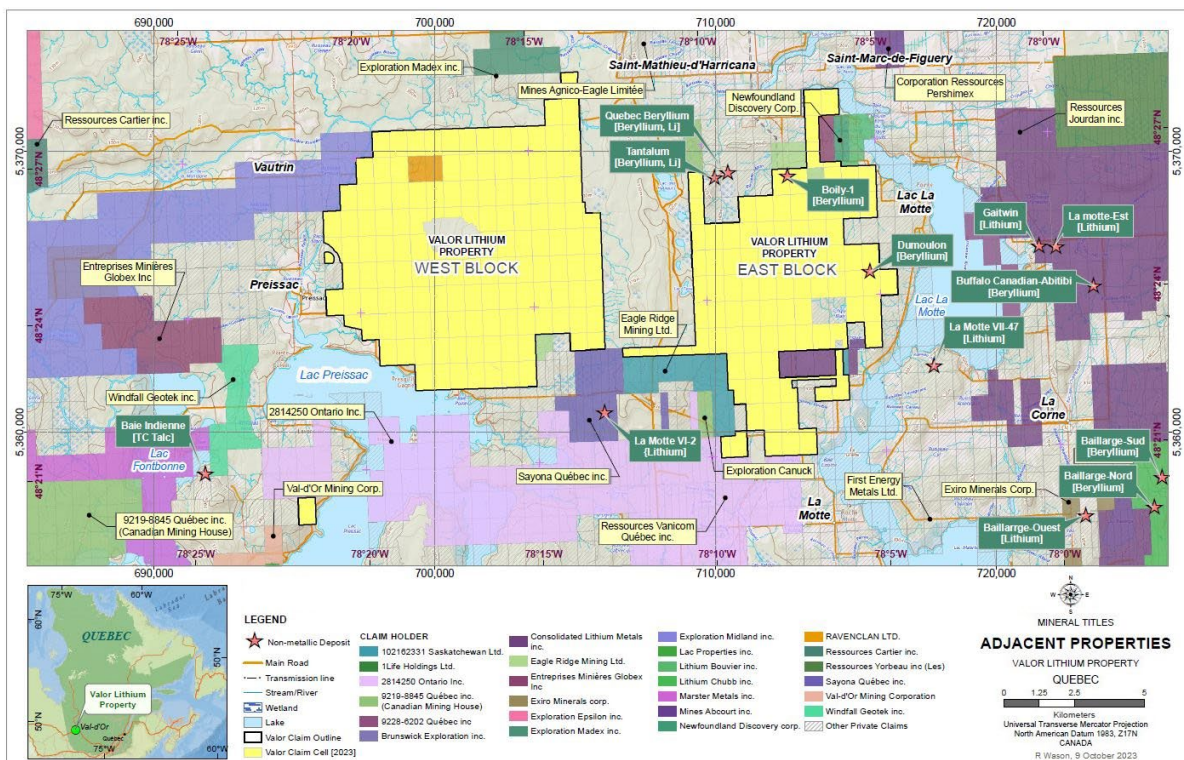 690,000
700,000
710,000
720,000
78°25'W
78°20'W
78°15'W
78°10'W
78°5'W
78°0'W
Saint-Mathieu-d'Harricana
Saint-Marc-de-Figuery
Exploration Madex inc.
Mines Agnico-Eagle Limitée
Corporation Ressources
Pershimex
Newfoundland
Discovery Corp.
Ressources
Jourdan inc.
Ressources Cartier inc.
Quebec Beryllium
[Beryllium, Li]
Tantalum
[Beryllium, Li]
5,370,000
48°27'N
48°27'N
5,370,000
Vautrin
Boily-1
[Beryllium]
Lac La
Motte
Gaitwin
[Lithium]
La motte-Est
[Lithium]
VALOR LITHIUM
PROPERTY
WEST BLOCK
VALOR LITHIUM
PROPERTY
EAST BLOCK
Dumoulon
[Beryllium]
Entreprises Minières
Globex Inc
Preissac
Preissac
Buffalo Canadian-Abitibi
[Beryllium]
48°24'N
48°24'N
Lac La
Motte
Eagle Ridge
Mining Ltd.
La Motte VII-47
[Lithium]
Lac Preissac
Windfall Geotek inc.
2814250 Ontario Inc.
La
Corne
Baie Indienne
[TC Talc]
Lac
Fontbonne
La Motte VI-2
(Lithium]
5,360,000
48°21'N
48°21'N
5,360,000
Baillarge-Sud
[Beryllium]
Sayona Québec inc.
Exploration Canuck
Baillarge-Nord
[Beryllium]
Val-d'Or Mining Corp.
First Energy
Metals Ltd.
Exiro Minerals Corp.
La
Motte
9219-8845 Québec inc.
(Canadian Mining House)
Ressources Vanicom
Québec inc.
Baillarrge-Ouest
[Lithium]
78°25'W
78°20'W
78°15'W
78°10'W
78°5'W
78°0'W
690,000
700,000
710,000
720,000
75°W
60°W
60°N
50°N
50°N
QUEBEC
Valor Lithium
Property
Val-d'Or
75°W
60°W
LEGEND
Non-metallic Deposit
Main Road
Transmission line
Stream/River
Wetland
Lake
Valor Claim Outline
Valor Claim Cell [2023]
CLAIM HOLDER
102162331 Saskatchewan Ltd.
1Life Holdings Ltd.
2814250 Ontario Inc.
9219-8845 Québec inc.
(Canadian Mining House)
9228-6202 Québec inc
Brunswick Exploration inc.
Consolidated Lithium Metals
inc.
Eagle Ridge Mining Ltd.
Entreprises Minières Globex
Inc
Exiro Minerals corp.
Exploration Epsilon inc.
Exploration Madex inc.
Exploration Midland inc.
Lac Properties inc.
Lithium Bouvier inc.
Lithium Chubb inc.
Marster Metals inc.
Mines Abcourt inc.
Newfoundland Discovery corp.
RAVENCLAN LTD.
Ressources Cartier inc.
Ressources Yorbeau inc (Les)
Sayona Québec inc.
Val-d'Or Mining Corporation
Windfall Geotek inc.
Other Private Claims
N
W
E
S
MINERAL TITLES
ADJACENT PROPERTIES
VALOR LITHIUM PROPERTY
QUEBEC
0 1.25 2.5 5
Kilometers
Universal Transverse Mercator Projection
North American Datum 1983, Z17N
CANADA
R Wason, 9 October 2023